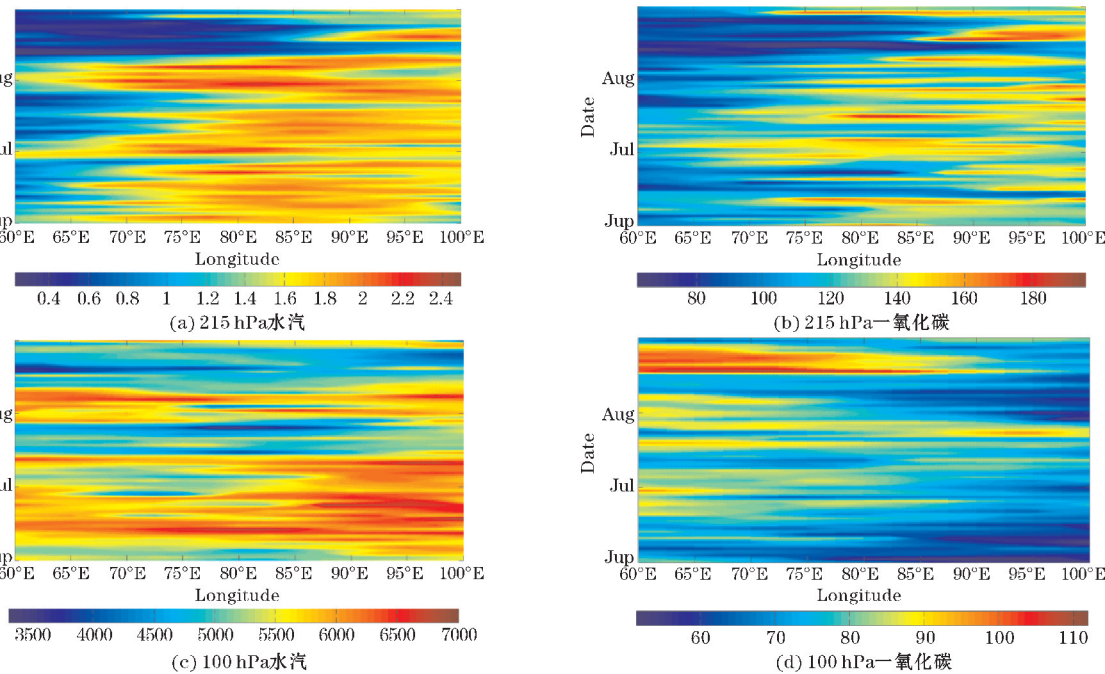 Aug
ul
up
60°E 65°E 70°E 75°E 80°E 85°E 90°E 95°E 100°E
Longitude
0.4 0.6 0.8 1 1.2 1.4 1.6 1.8 2 2.2 2.4
(a) 215 hPa水汽
Date
Aug
Jul
Jup
60°E 65°E 70°E 75°E 80°E 85°E 90°E 95°E 100°E
Longitude
80 100 120 140 160 180
(b) 215 hPa一氧化碳
Aug
ul
up
60°E 65°E 70°E 75°E 80°E 85°E 90°E 95°E 100°E
Longitude
3500 4000 4500 5000 5500 6000 6500 7000
(c) 100 hPa水汽
Date
Aug
Jul
Jup
60°E 65°E 70°E 75°E 80°E 85°E 90°E 95°E 100°E
Longitude
60 70 80 90 100 110
(d) 100 hPa一氧化碳